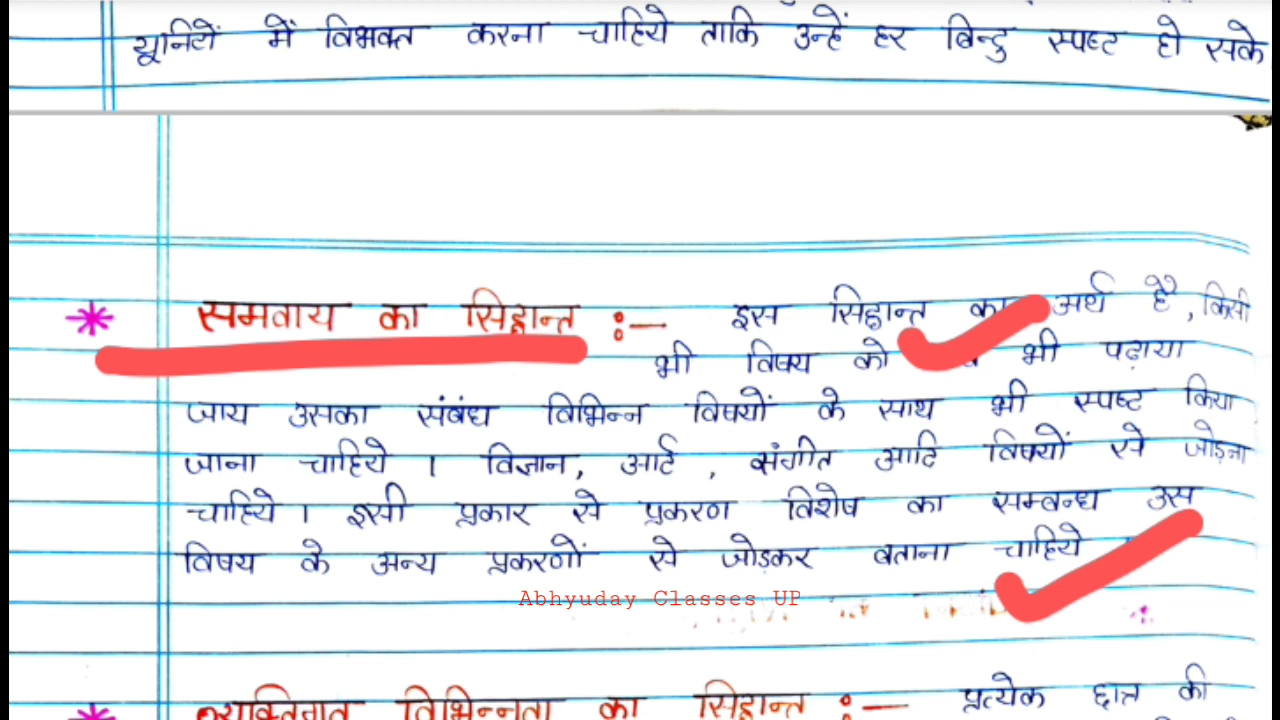 यूनिटों में विभक्त करना चाहिये ताकि उन्हें हर बिन्दु स्पष्ट हो सके
* समवाय का सिद्धान्त :— इस सिद्धान्त का अर्थ है, किसी
भी विषय को भी पढ़ाया
जाय उसका संबंध विभिन्न विषयों के साथ भी स्पष्ट किया
जाना चाहिये । विज्ञान, आर्ट , संगीत आदि विषयों से जोड़ना
चाहिये । इसी प्रकार से प्रकरण विशेष का सम्बन्ध उस
विषय के अन्य प्रकरणों से जोड़कर बताना चाहिये
Abhyuday Classes UP
* व्यक्तिगत विभिन्नता का सिद्धान्त :— प्रत्येक छात्र की